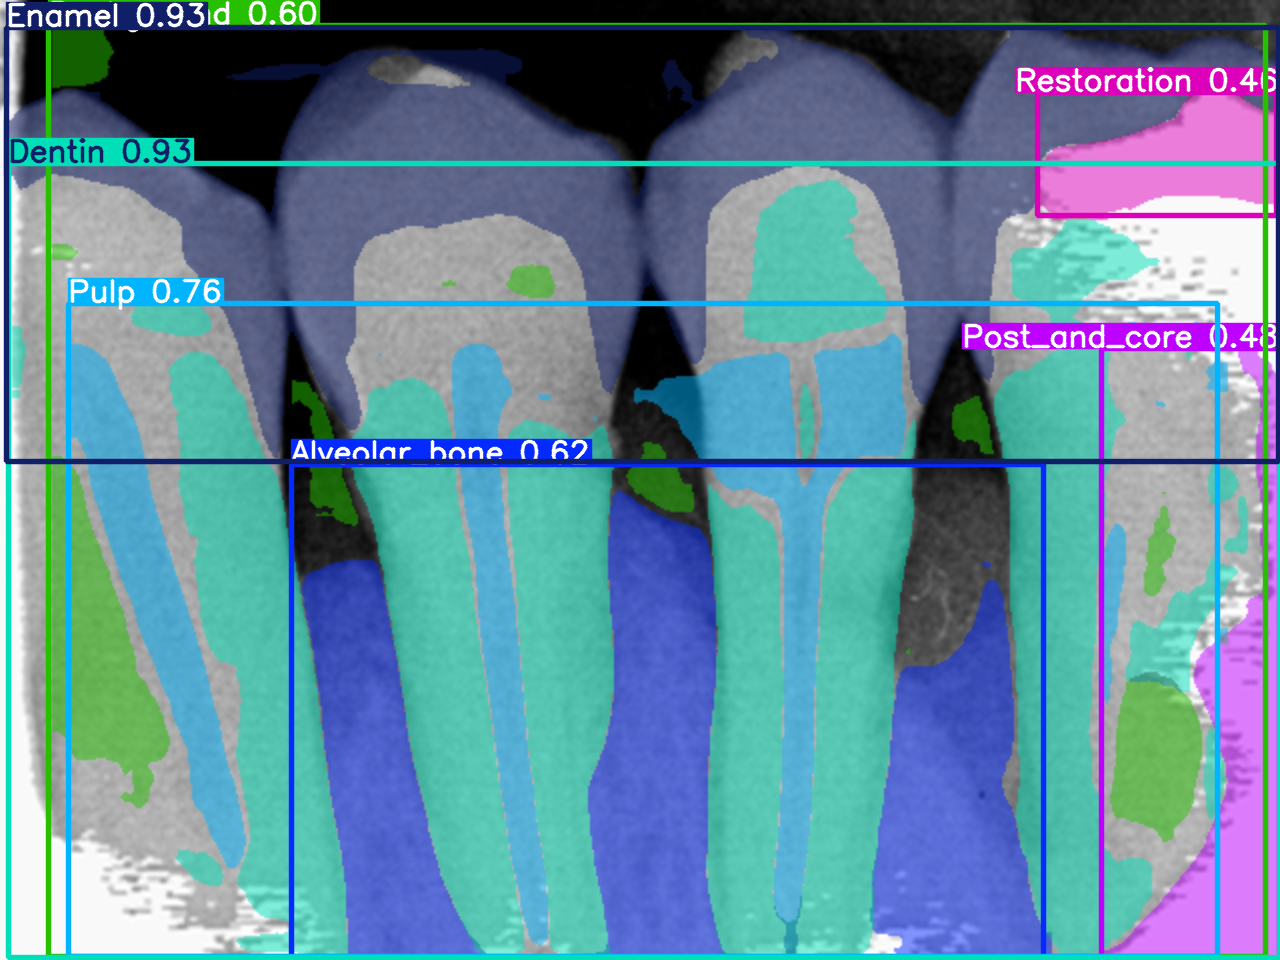 Enamel 0.93
d 0.60
Restoration 0.46
Dentin 0.93
Pulp 0.76
Post_and_core 0.48
Alveolar_bone 0.62